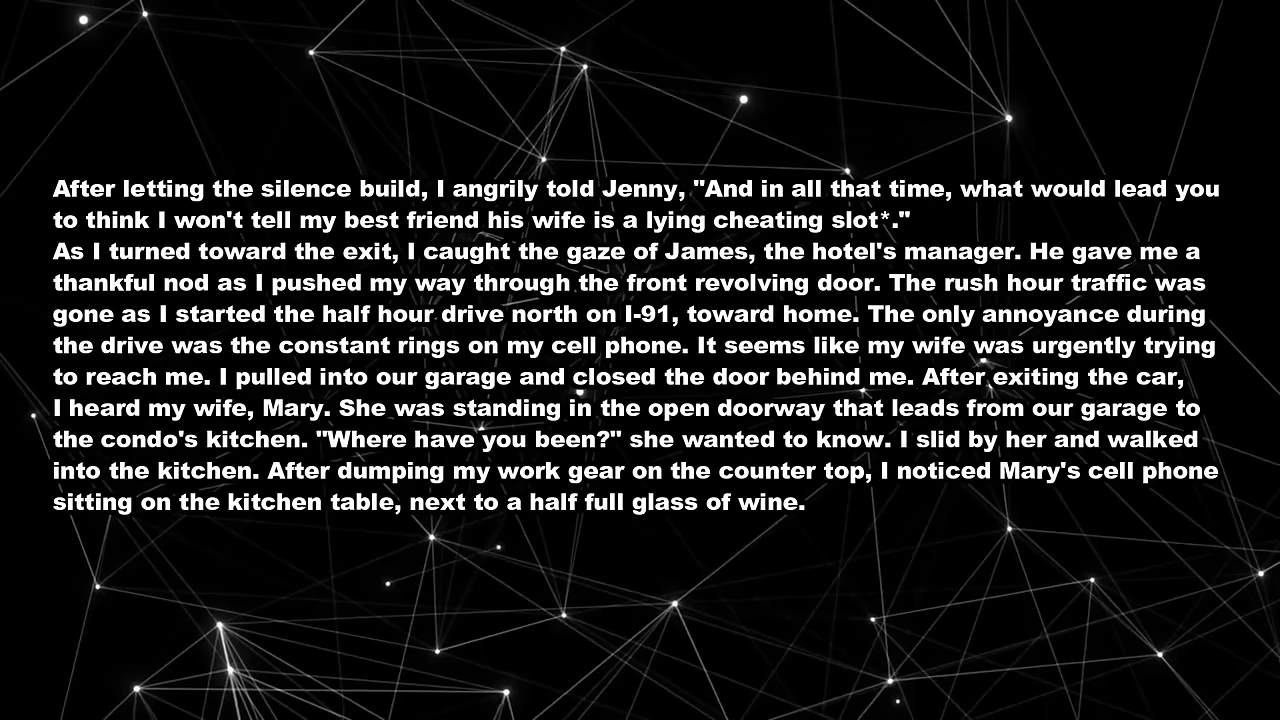 After letting the silence build, I angrily told Jenny, "And in all that time, what would lead you
to think I won't tell my best friend his wife is a lying cheating slot*."
As I turned toward the exit, I caught the gaze of James, the hotel's manager. He gave me a
thankful nod as I pushed my way through the front revolving door. The rush hour traffic was
gone as I started the half hour drive north on I-91, toward home. The only annoyance during
the drive was the constant rings on my cell phone. It seems like my wife was urgently trying
to reach me. I pulled into our garage and closed the door behind me. After exiting the car,
I heard my wife, Mary. She was standing in the open doorway that leads from our garage to
the condo's kitchen. "Where have you been?" she wanted to know. I slid by her and walked
into the kitchen. After dumping my work gear on the counter top, I noticed Mary's cell phone
sitting on the kitchen table, next to a half full glass of wine.